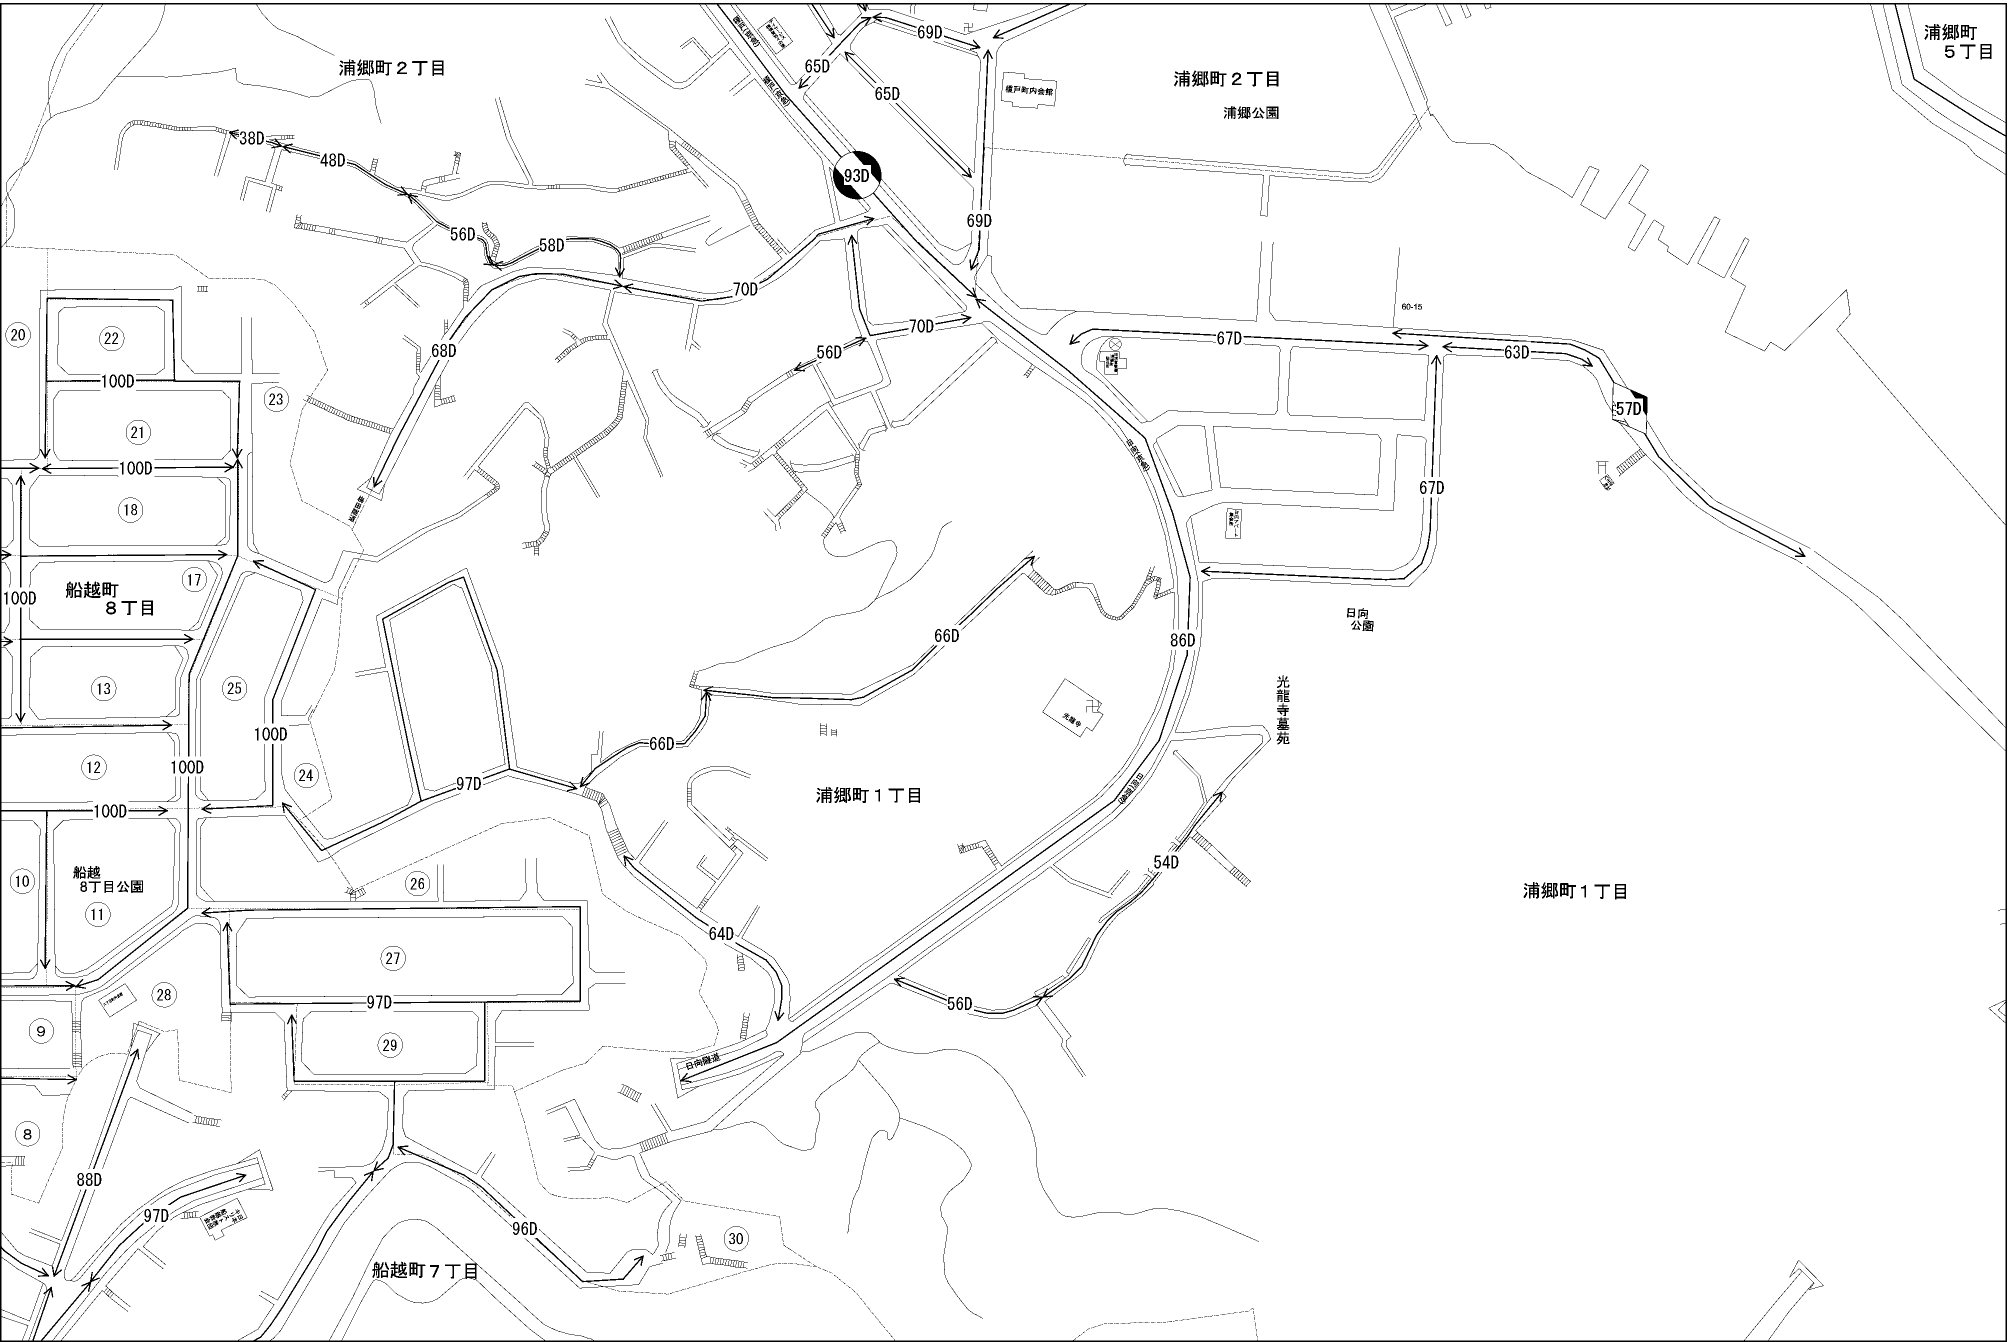 浦郷町
5丁目
69D
浦郷町2丁目
65D
浦郷町2丁目
65D
榎戸町内会館
浦郷公園
38D
48D
93D
69D
56D
58D
70D
60-15
20
22
70D
67D
68D
56D
63D
100D
23
57D
21
100D
67D
18
17
船越町
8丁目
100D
日向
公園
66D
86D
13
25
光龍寺墓苑
光龍寺
100D
66D
12
100D
24
97D
浦郷町1丁目
100D
54D
船越
8丁目公園
10
26
浦郷町1丁目
11
64D
27
28
97D
56D
9
29
日向隧道
8
88D
97D
96D
30
船越町7丁目